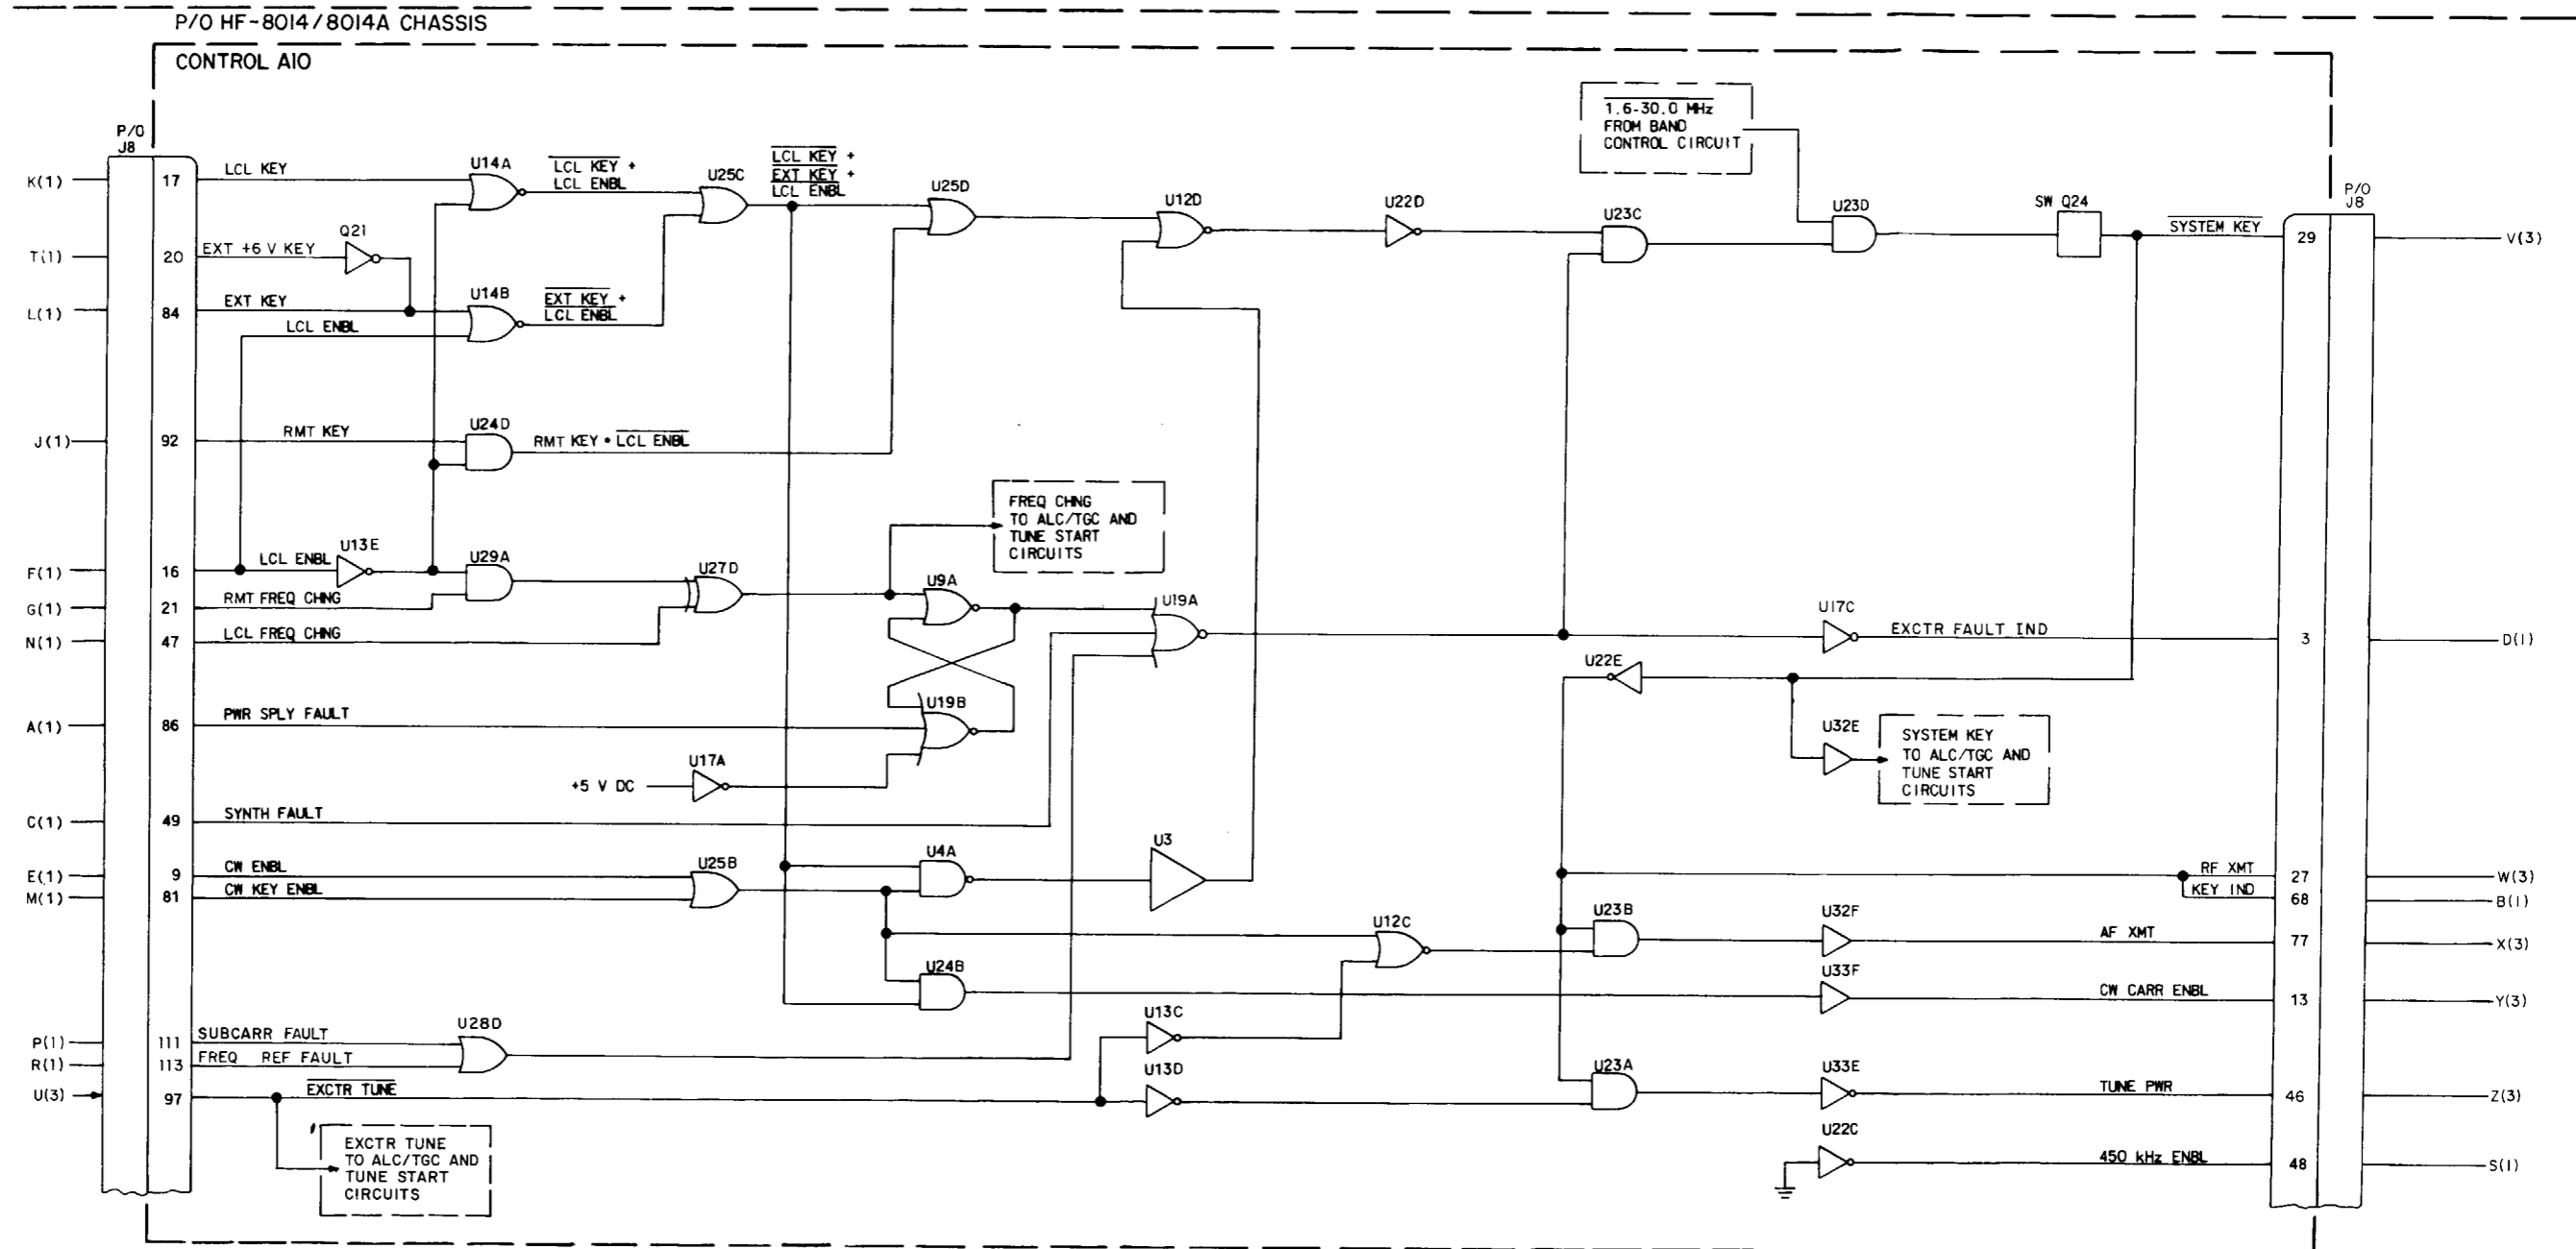 P/O HF-8014/8014A CHASSIS
CONTROL A10
P/O
J8
K(1)
17
LCL KEY
U14A
LCL KEY +
LCL ENBL
U25C
LCL KEY +
EXT KEY +
LCL ENBL
U25D
U12D
U22D
U23C
1.6-30.0 MHz
FROM BAND
CONTROL CIRCUIT
U23D
SW Q24
SYSTEM KEY
29
P/O
J8
V(3)
T(1)
20
EXT +6 V KEY
Q21
L(1)
84
EXT KEY
U14B
EXT KEY +
LCL ENBL
LCL ENBL
J(1)
92
RMT KEY
U24D
RMT KEY • LCL ENBL
FREQ CHNG
TO ALC/TGC AND
TUNE START
CIRCUITS
F(1)
16
LCL ENBL
U13E
U29A
U27D
U9A
U19A
G(1)
21
RMT FREQ CHNG
N(1)
47
LCL FREQ CHNG
U17C
EXCTR FAULT IND
3
D(1)
U22E
A(1)
86
PWR SPLY FAULT
U19B
U32E
SYSTEM KEY
TO ALC/TGC AND
TUNE START
CIRCUITS
+5 V DC
U17A
C(1)
49
SYNTH FAULT
E(1)
9
CW ENBL
U25B
U4A
U3
RF XMT
27
W(3)
M(1)
81
CW KEY ENBL
KEY IND
68
B(1)
U12C
U23B
U32F
AF XMT
77
X(3)
U24B
U33F
CW CARR ENBL
13
Y(3)
P(1)
111
SUBCARR FAULT
U28D
U13C
R(1)
113
FREQ REF FAULT
U(3)
97
EXCTR TUNE
U13D
U23A
U33E
TUNE PWR
46
Z(3)
EXCTR TUNE
TO ALC/TGC AND
TUNE START
CIRCUITS
U22C
450 kHz ENBL
48
S(1)